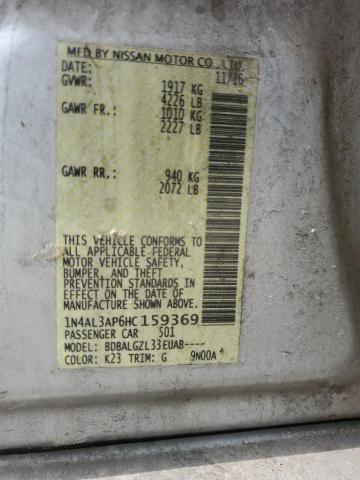 MFD BY NISSAN MOTOR CO.,LTD.
DATE: 11/16
GVWR: 1917 KG
4226 LB
GAWR FR.: 1010 KG
2227 LB
GAWR RR.: 940 KG
2072 LB
THIS VEHICLE CONFORMS TO
ALL APPLICABLE FEDERAL
MOTOR VEHICLE SAFETY,
BUMPER, AND THEFT
PREVENTION STANDARDS
IN EFFECT ON THE DATE OF
MANUFACTURE SHOWN ABOVE.
1N4AL3AP6HC159369
PASSENGER CAR 501
MODEL: BDBALGZL33EUAB----
COLOR: K23 TRIM: G 9N00A *